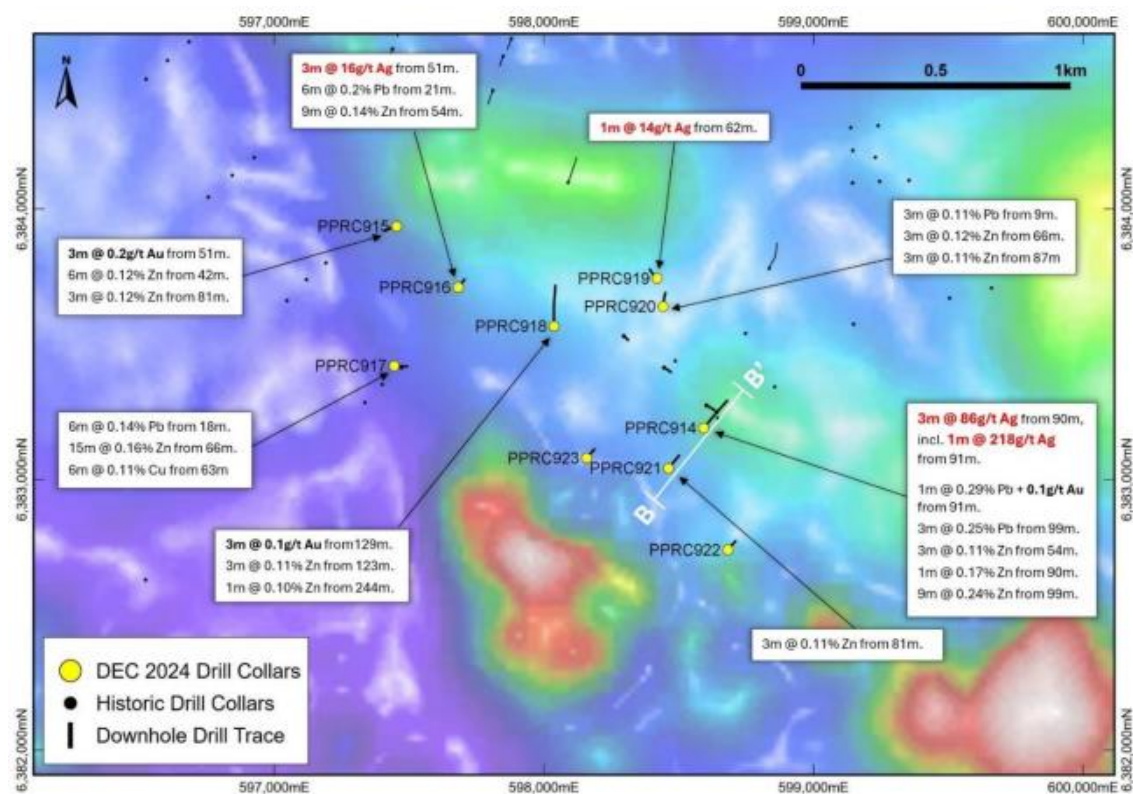 597,000mE
598,000mE
599,000mE
600,000mE
N
3m @ 16g/t Ag from 51m.
6m @ 0.2% Pb from 21m.
9m @ 0.14% Zn from 54m.
0 0.5 1km
1m @ 14g/t Ag from 62m.
6,384,000mN
6,384,000mN
3m @ 0.11% Pb from 9m.
3m @ 0.12% Zn from 66m.
3m @ 0.11% Zn from 87m
PPRC915
3m @ 0.2g/t Au from 51m.
6m @ 0.12% Zn from 42m.
3m @ 0.12% Zn from 81m.
PPRC916
PPRC919
PPRC920
PPRC918
PPRC917
B'
6m @ 0.14% Pb from 18m.
15m @ 0.16% Zn from 66m.
6m @ 0.11% Cu from 63m
PPRC914
3m @ 86g/t Ag from 90m,
incl. 1m @ 218g/t Ag
from 91m.
1m @ 0.29% Pb + 0.1g/t Au
from 91m.
3m @ 0.25% Pb from 99m.
3m @ 0.11% Zn from 54m.
1m @ 0.17% Zn from 90m.
9m @ 0.24% Zn from 99m.
PPRC923
PPRC921
6,383,000mN
6,383,000mN
B
PPRC922
3m @ 0.1g/t Au from129m.
3m @ 0.11% Zn from 123m.
1m @ 0.10% Zn from 244m.
3m @ 0.11% Zn from 81m.
DEC 2024 Drill Collars
Historic Drill Collars
Downhole Drill Trace
6,382,000mN
6,382,000mN
597,000mE
598,000mE
599,000mE
600,000mE